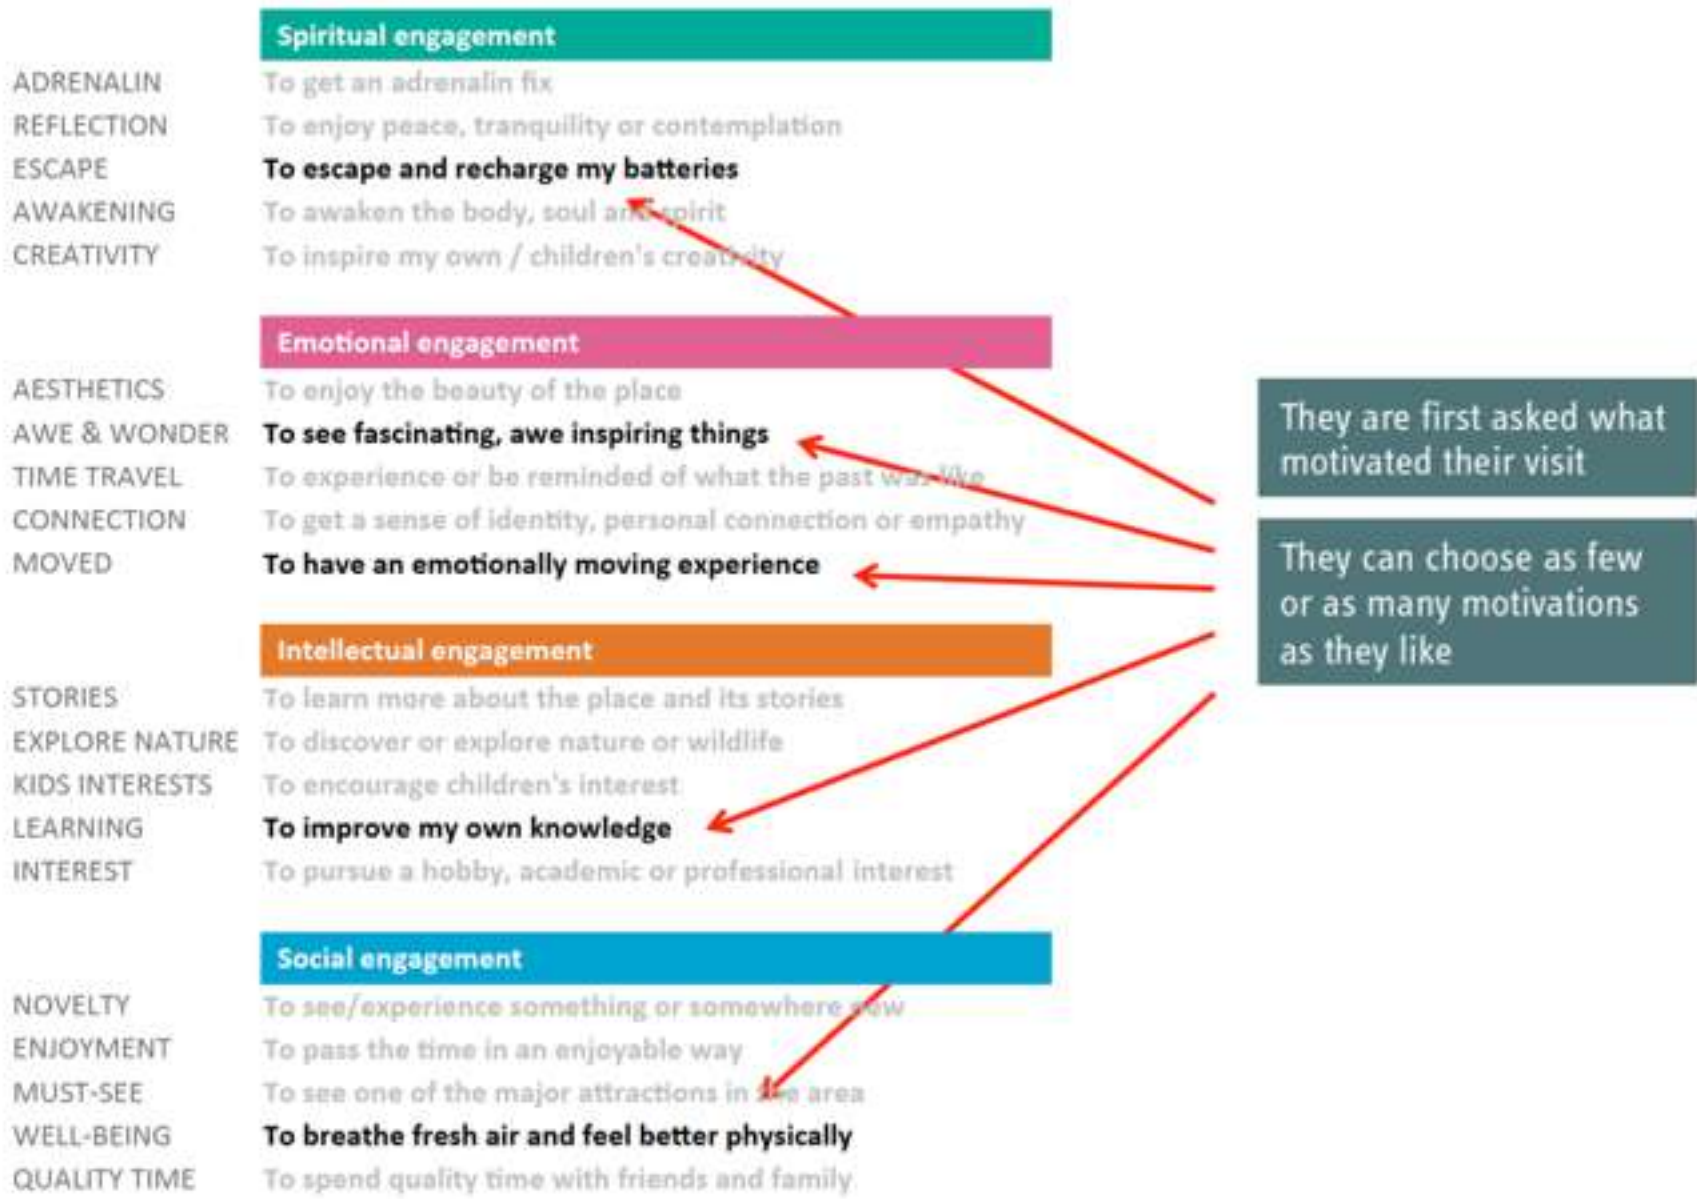 Spiritual engagement
ADRENALIN To get an adrenalin fix
REFLECTION To enjoy peace, tranquility or contemplation
ESCAPE To escape and recharge my batteries
AWAKENING To awaken the body, soul and spirit
CREATIVITY To inspire my own / children's creativity
Emotional engagement
AESTHETICS To enjoy the beauty of the place
AWE & WONDER To see fascinating, awe inspiring things
TIME TRAVEL To experience or be reminded of what the past was like
CONNECTION To get a sense of identity, personal connection or empathy
MOVED To have an emotionally moving experience
Intellectual engagement
STORIES To learn more about the place and its stories
EXPLORE NATURE To discover or explore nature or wildlife
KIDS INTERESTS To encourage children's interest
LEARNING To improve my own knowledge
INTEREST To pursue a hobby, academic or professional interest
Social engagement
NOVELTY To see/experience something or somewhere new
ENJOYMENT To pass the time in an enjoyable way
MUST-SEE To see one of the major attractions in the area
WELL-BEING To breathe fresh air and feel better physically
QUALITY TIME To spend quality time with friends and family
They are first asked what
motivated their visit
They can choose as few
or as many motivations
as they like